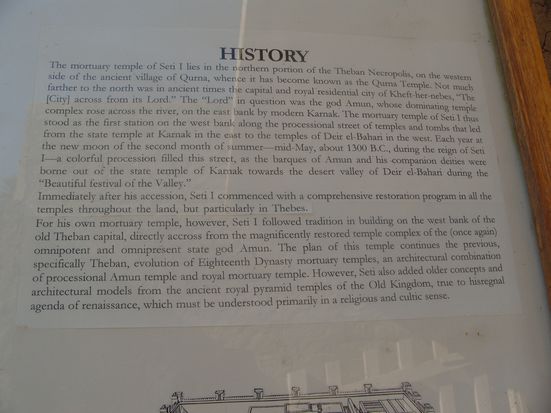 HISTORY
The mortuary temple of Seti I lies in the northern portion of the Theban Necropolis, on the western
side of the ancient village of Qurna, whence it has become known as the Qurna Temple. Not much
farther to the north was in ancient times the capital and royal residential city of Kheft-her-nebes, "The
[City] across from its Lord." The "Lord" in question was the god Amun, whose dominating temple
complex rose across the river, on the east bank by modern Karnak. The mortuary temple of Seti I thus
stood as the first station on the west bank along the processional street of temples and tombs that led
from the state temple at Karnak in the east to the temples of Deir el-Bahari in the west. Each year at
the new moon of the second month of summer—mid-May, about 1300 B.C., during the reign of Seti
I—a colorful procession filled this street, as the barques of Amun and his companion deities were
borne out of the state temple of Karnak towards the desert valley of Deir el-Bahari during the
"Beautiful festival of the Valley."
Immediately after his accession, Seti I commenced with a comprehensive restoration program in all the
temples throughout the land, but particularly in Thebes.
For his own mortuary temple, however, Seti I followed tradition in building on the west bank of the
old Theban capital, directly accross from the magnificently restored temple complex of the (once again)
omnipotent and omnipresent state god Amun. The plan of this temple continues the previous,
specifically Theban, evolution of Eighteenth Dynasty mortuary temples, an architectural combination
of processional Amun temple and royal mortuary temple. However, Seti also added older concepts and
architectural models from the ancient royal pyramid temples of the Old Kingdom, true to hisregnal
agenda of renaissance, which must be understood primarily in a religious and cultic sense.